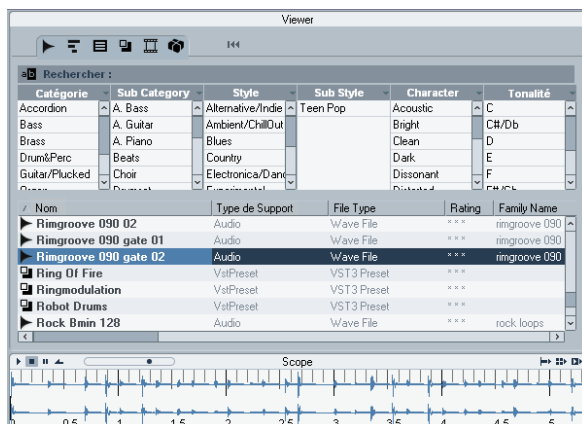 Viewer
ab Rechercher :
Catégorie Sub Category Style Sub Style Character Tonalité
Accordion A. Bass Alternative/Indie Teen Pop Acoustic C
Bass A. Guitar Ambient/ChillOut Bright C#/Db
Brass A. Piano Blues Clean D
Drum&Perc Beats Country Dark E
Guitar/Plucked Choir Electronica/Danc Dissonant F
/ Nom Type de Support File Type Rating Family Name
Rimgroove 090 02 Audio Wave File *** rimgroove 090
Rimgroove 090 gate 01 Audio Wave File *** rimgroove 090
Rimgroove 090 gate 02 Audio Wave File *** rimgroove 090
Ring Of Fire VstPreset VST3 Preset ***
Ringmodulation VstPreset VST3 Preset ***
Robot Drums VstPreset VST3 Preset ***
Rock Bmin 128 Audio Wave File *** rock loops
Scope
0 0.5 1 1.5 2 2.5 3 3.5 4 4.5 5